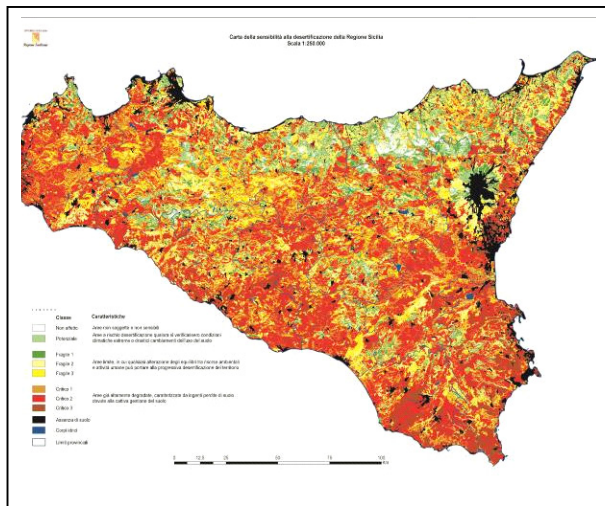 Regione Siciliana
Carta della sensibilità alla desertificazione della Regione Sicilia
Scala 1:250.000
Classe Caratteristiche
Non affetto Aree non soggette e non sensibili
Potenziale Aree a rischio desertificazione qualora si verificassero condizioni
climatiche estreme o drastici cambiamenti dell'uso del suolo
Fragile 1
Fragile 2 Aree limite, in cui qualsiasi alterazione degli equilibri tra risorse ambientali
Fragile 3 e attività umane può portare alla progressiva desertificazione del territorio
Critico 1
Critico 2 Aree già altamente degradate, caratterizzate da ingenti perdite di suolo
Critico 3 dovute alla cattiva gestione del suolo
Assenza di suolo
Corpi idrici
Limiti provinciali
0 12,5 25 50 75 100